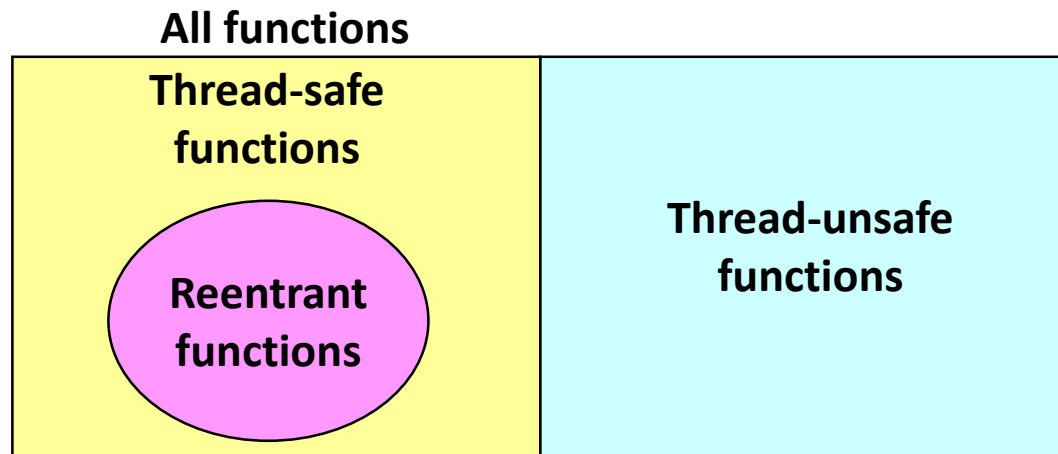 All functions
Thread-safe
functions
Reentrant
functions
Thread-unsafe
functions